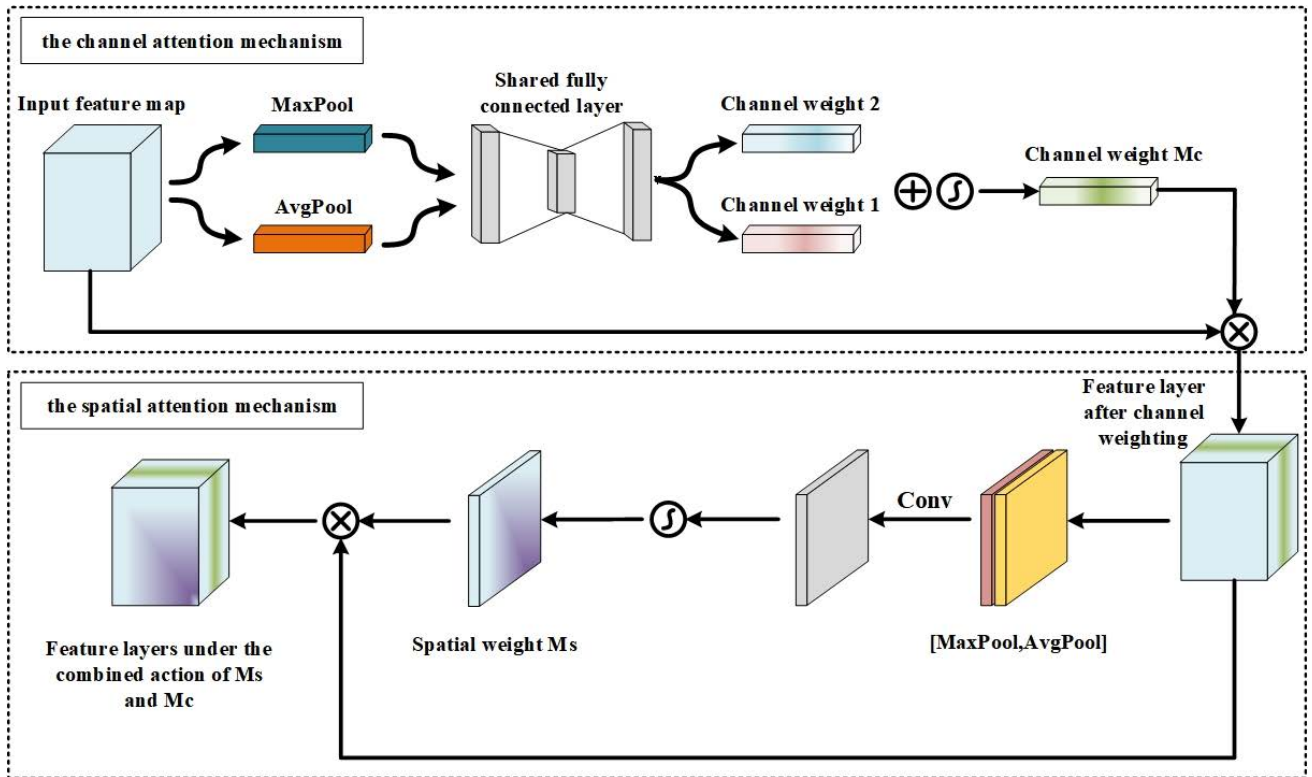 the channel attention mechanism
Input feature map
MaxPool
AvgPool
Shared fully
connected layer
Channel weight 2
Channel weight 1
Channel weight Mc
the spatial attention mechanism
Feature layer
after channel
weighting
[MaxPool,AvgPool]
Conv
Spatial weight Ms
Feature layers under the
combined action of Ms
and Mc